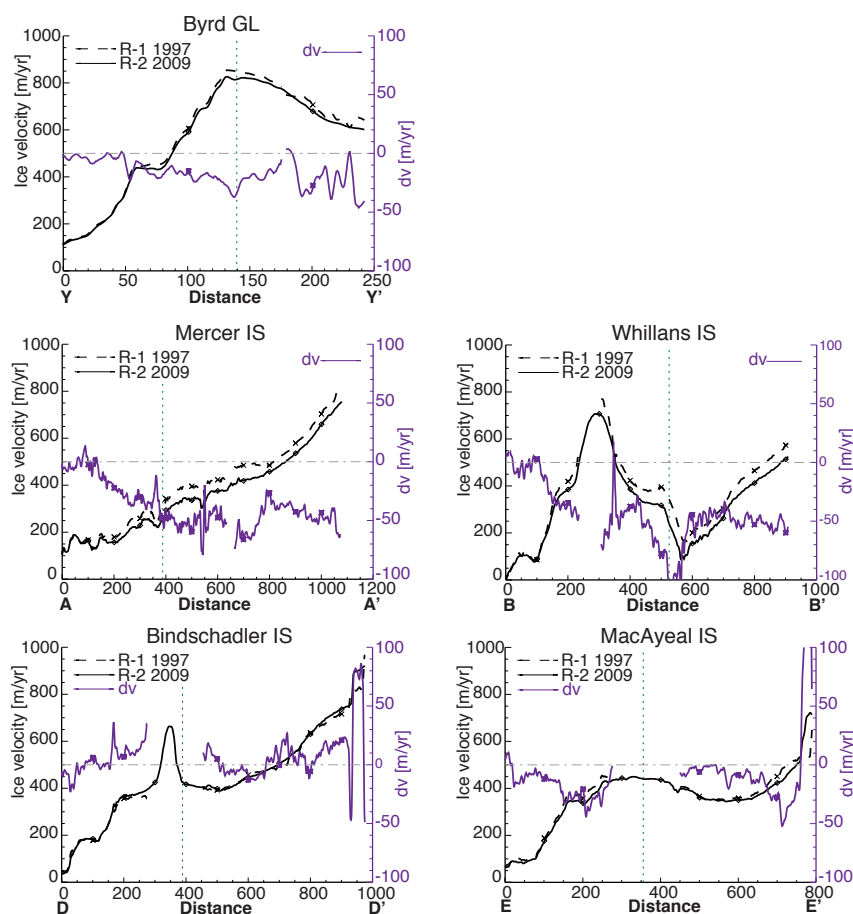 Byrd GL
R-1 1997
R-2 2009
dv
Ice velocity [m/yr]
1000
800
600
400
200
0
100
50
0
-50
-100
dv [m/yr]
0 50 100 150 200 250
Y Distance Y'
Mercer IS
R-1 1997
R-2 2009
dv
Ice velocity [m/yr]
1000
800
600
400
200
0
100
50
0
-50
-100
dv [m/yr]
0 200 400 600 800 1000 1200
A Distance A'
Whillans IS
R-1 1997
R-2 2009
dv
Ice velocity [m/yr]
1000
800
600
400
200
0
100
50
0
-50
-100
dv [m/yr]
0 200 400 600 800 1000
B Distance B'
Bindschadler IS
R-1 1997
R-2 2009
dv
Ice velocity [m/yr]
1000
800
600
400
200
0
100
50
0
-50
-100
dv [m/yr]
0 200 400 600 800 1000
D Distance D'
MacAyeal IS
R-1 1997
R-2 2009
dv
Ice velocity [m/yr]
1000
800
600
400
200
0
100
50
0
-50
-100
dv [m/yr]
0 200 400 600 800
E Distance E'